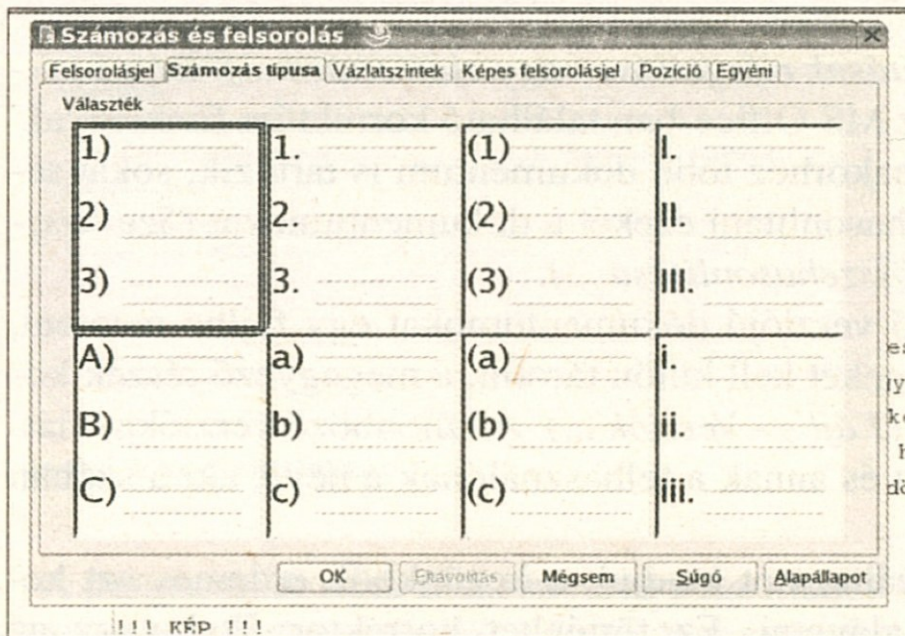 Számozás és felsorolás
Felsorolásjel Számozás típusa Vázlatszintek Képes felsorolásjel Pozíció Egyéni
Választék
1) 1. (1) I.
2) 2. (2) II.
3) 3. (3) III.
A) a) (a) i.
B) b) (b) ii.
C) c) (c) iii.
OK Eltávolítás Mégsem Súgó Alapállapot
!!! KÉP !!!